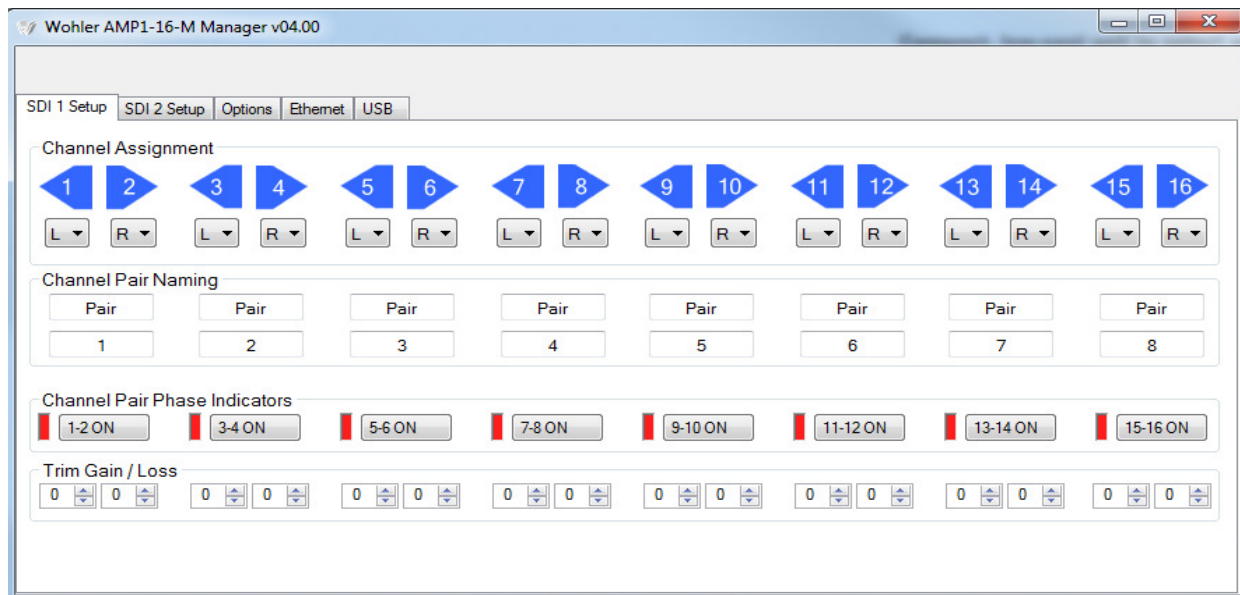 Wohler AMP1-16-M Manager v04.00
SDI 1 Setup SDI 2 Setup Options Ethernet USB
Channel Assignment
1 2 3 4 5 6 7 8 9 10 11 12 13 14 15 16
L R L R L R L R L R L R L R L R
Channel Pair Naming
Pair Pair Pair Pair Pair Pair Pair Pair
1 2 3 4 5 6 7 8
Channel Pair Phase Indicators
1-2 ON 3-4 ON 5-6 ON 7-8 ON 9-10 ON 11-12 ON 13-14 ON 15-16 ON
Trim Gain / Loss
0 0 0 0 0 0 0 0 0 0 0 0 0 0 0 0